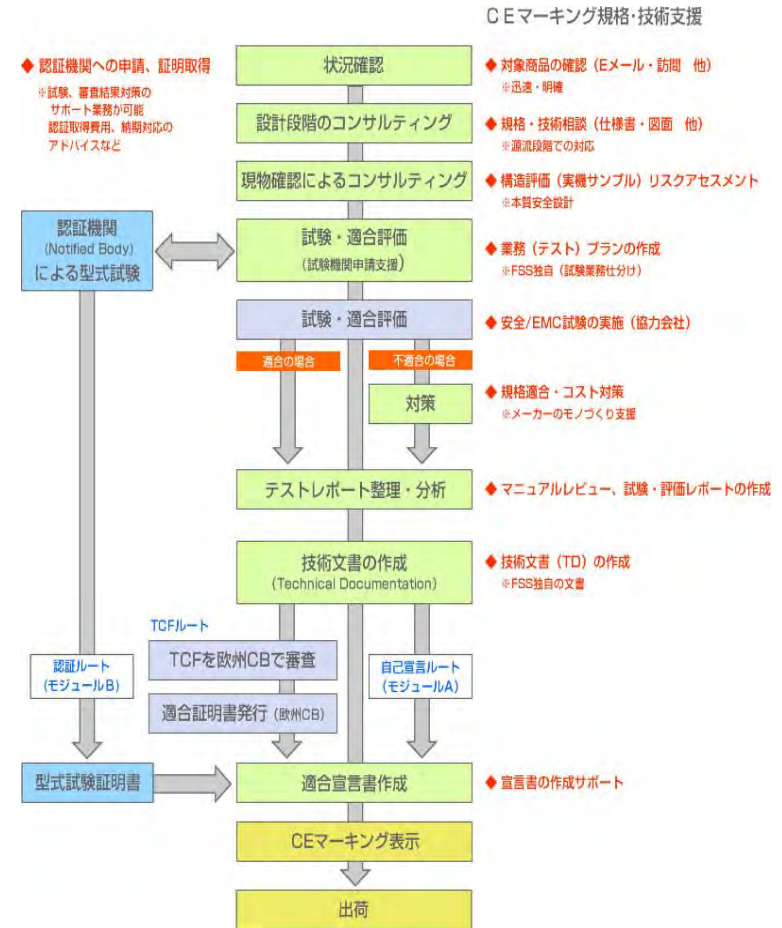 CEマーキング規格・技術支援
◆ 認証機関への申請、証明取得
※試験、審査結果対策の
サポート業務が可能
認証取得費用、納期対応の
アドバイスなど
状況確認
◆ 対象商品の確認（Eメール・訪問 他）
※迅速・明確
設計段階のコンサルティング
◆ 規格・技術相談（仕様書・図面 他）
※源流段階での対応
現物確認によるコンサルティング
◆ 構造評価（実機サンプル）リスクアセスメント
※本質安全設計
認証機関
(Notified Body)
による型式試験
試験・適合評価
(試験機関申請支援)
◆ 業務（テスト）プランの作成
※FSS独自（試験業務仕分け）
試験・適合評価
◆ 安全/EMC試験の実施（協力会社）
適合の場合
不適合の場合
対策
◆ 規格適合・コスト対策
※メーカーのモノづくり支援
テストレポート整理・分析
◆ マニュアルレビュー、試験・評価レポートの作成
技術文書の作成
(Technical Documentation)
◆ 技術文書（TD）の作成
※FSS独自の文書
TCFルート
TCFを欧州CBで審査
認証ルート
(モジュールB)
自己宣言ルート
(モジュールA)
適合証明書発行（欧州CB）
型式試験証明書
適合宣言書作成
◆ 宣言書の作成サポート
CEマーキング表示
出荷